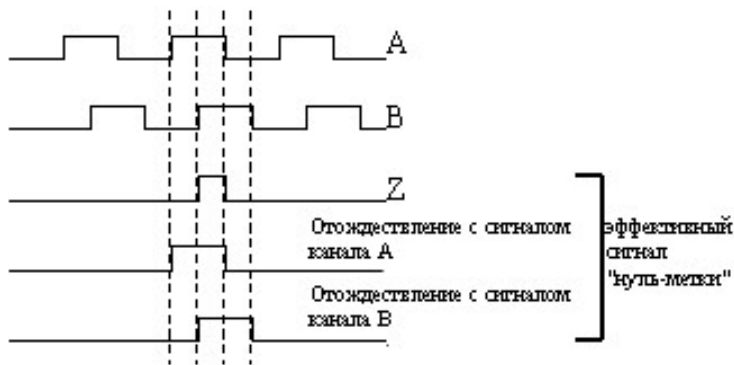 A
B
Z
Отождествление с сигналом
канала А
Отождествление с сигналом
канала В
эффективный
сигнал
"нуль-метки"